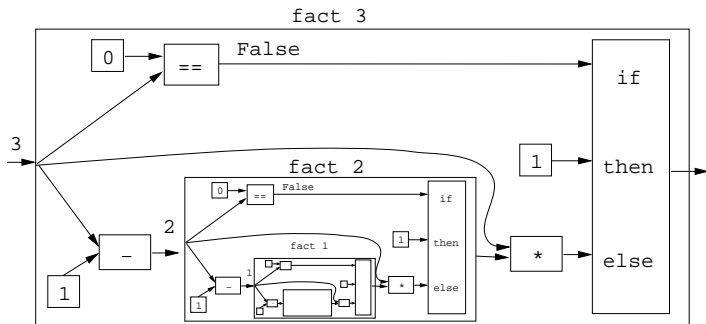 fact 3
0
==
False
if
3
1
then
fact 2
0
==
False
if
2
1
then
fact 1
-
1
-
1
*
else
*
else
1
1